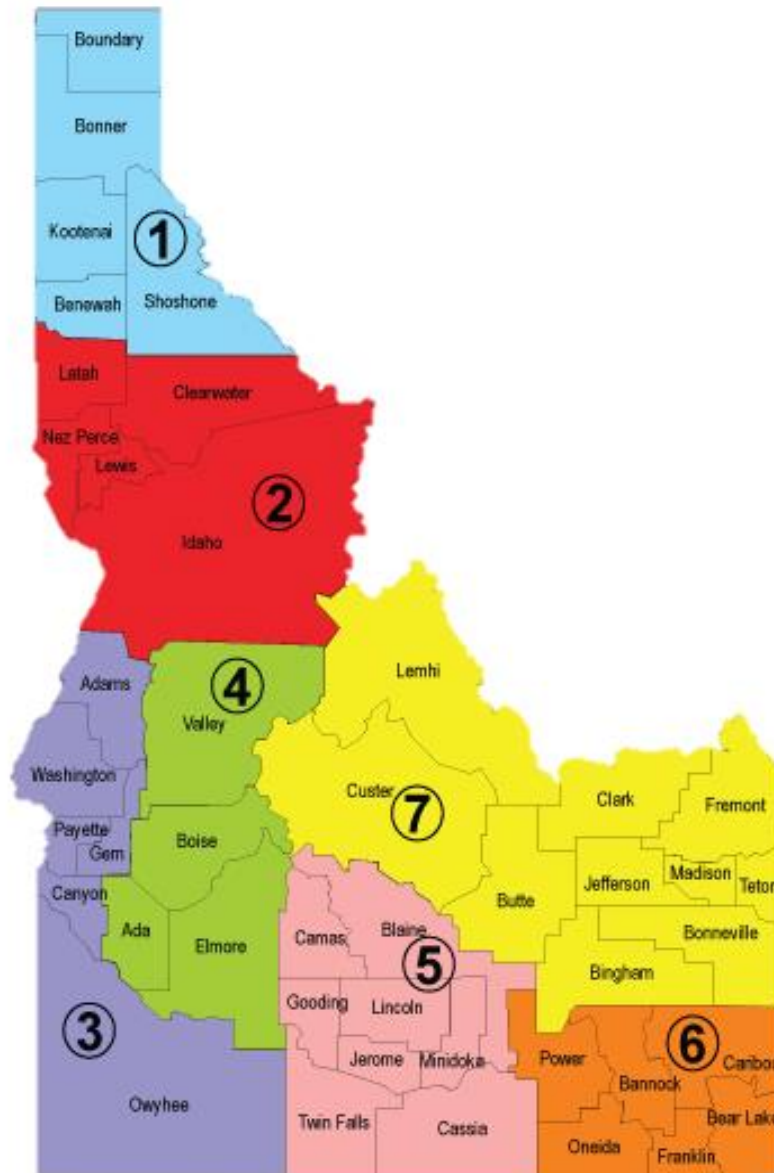 Boundary
Bonner
Kootenai
1
Benewah
Shoshone
Latah
Clearwater
Nez Perce
Lewis
2
Idaho
Adams
4
Lemhi
Valley
Washington
Custer
7
Clark
Fremont
Payette
Gem
Boise
Madison
Jefferson
Teton
Canyon
Butte
Ada
Elmore
Camas
Blaine
Bonneville
5
Bingham
Gooding
Lincoln
3
6
Jerome
Minidoka
Power
Caribou
Bannock
Owyhee
Twin Falls
Cassia
Bear Lake
Oneida
Franklin